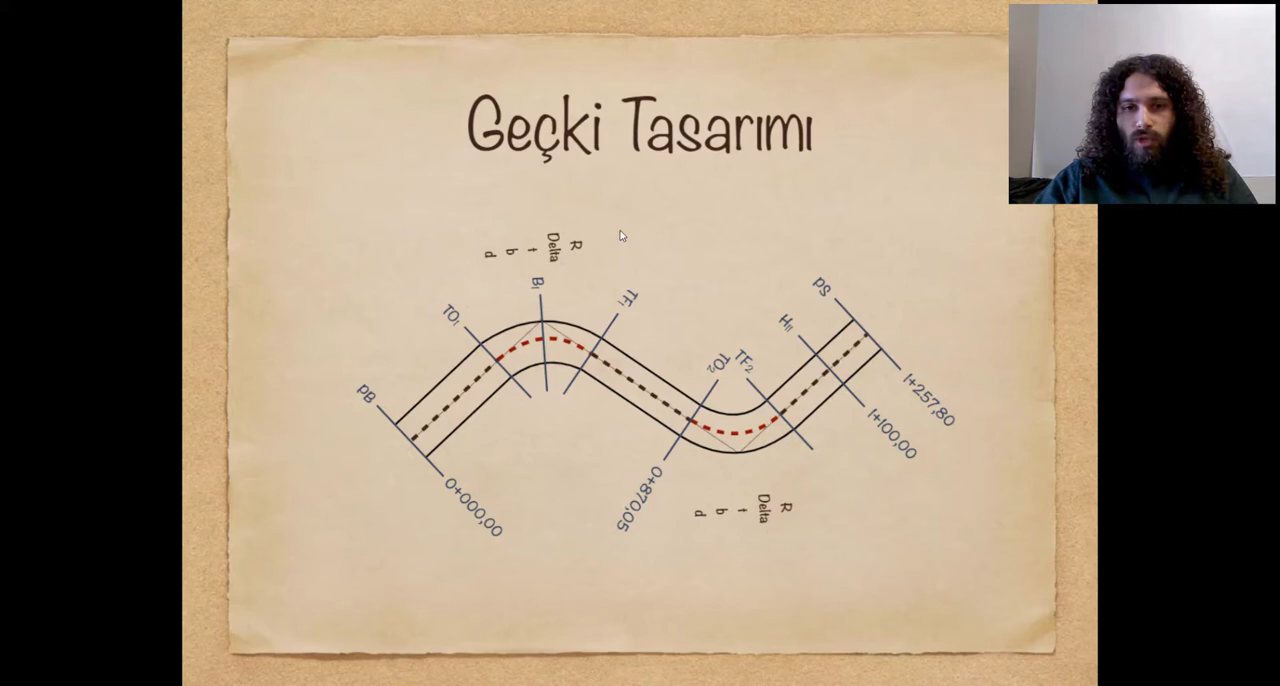 Geçki Tasarımı
R
Delta
t
b
d
B₁
TO₁
TF₁
PB
0+000,00
TO₂
TF₂
0+870,05
H₁₁
1+100,00
PS
1+257,80
R
Delta
t
b
d